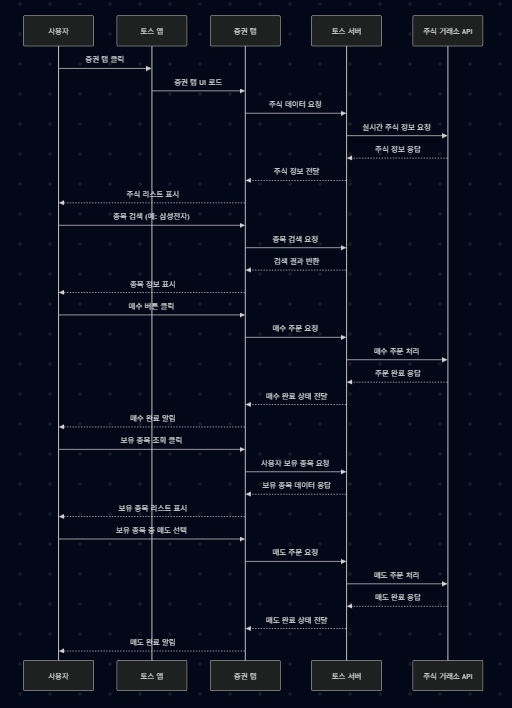 사용자
토스 앱
증권 탭
토스 서버
주식 거래소 API
증권 탭 클릭
증권 탭 UI 로드
주식 데이터 요청
실시간 주식 정보 요청
주식 정보 응답
주식 정보 전달
주식 리스트 표시
종목 검색 (예: 삼성전자)
종목 검색 요청
검색 결과 반환
종목 정보 표시
매수 버튼 클릭
매수 주문 요청
매수 주문 처리
주문 완료 응답
매수 완료 상태 전달
매수 완료 알림
보유 종목 조회 클릭
사용자 보유 종목 요청
보유 종목 데이터 응답
보유 종목 리스트 표시
보유 종목 중 매도 선택
매도 주문 요청
매도 주문 처리
매도 완료 응답
매도 완료 상태 전달
매도 완료 알림
사용자
토스 앱
증권 탭
토스 서버
주식 거래소 API